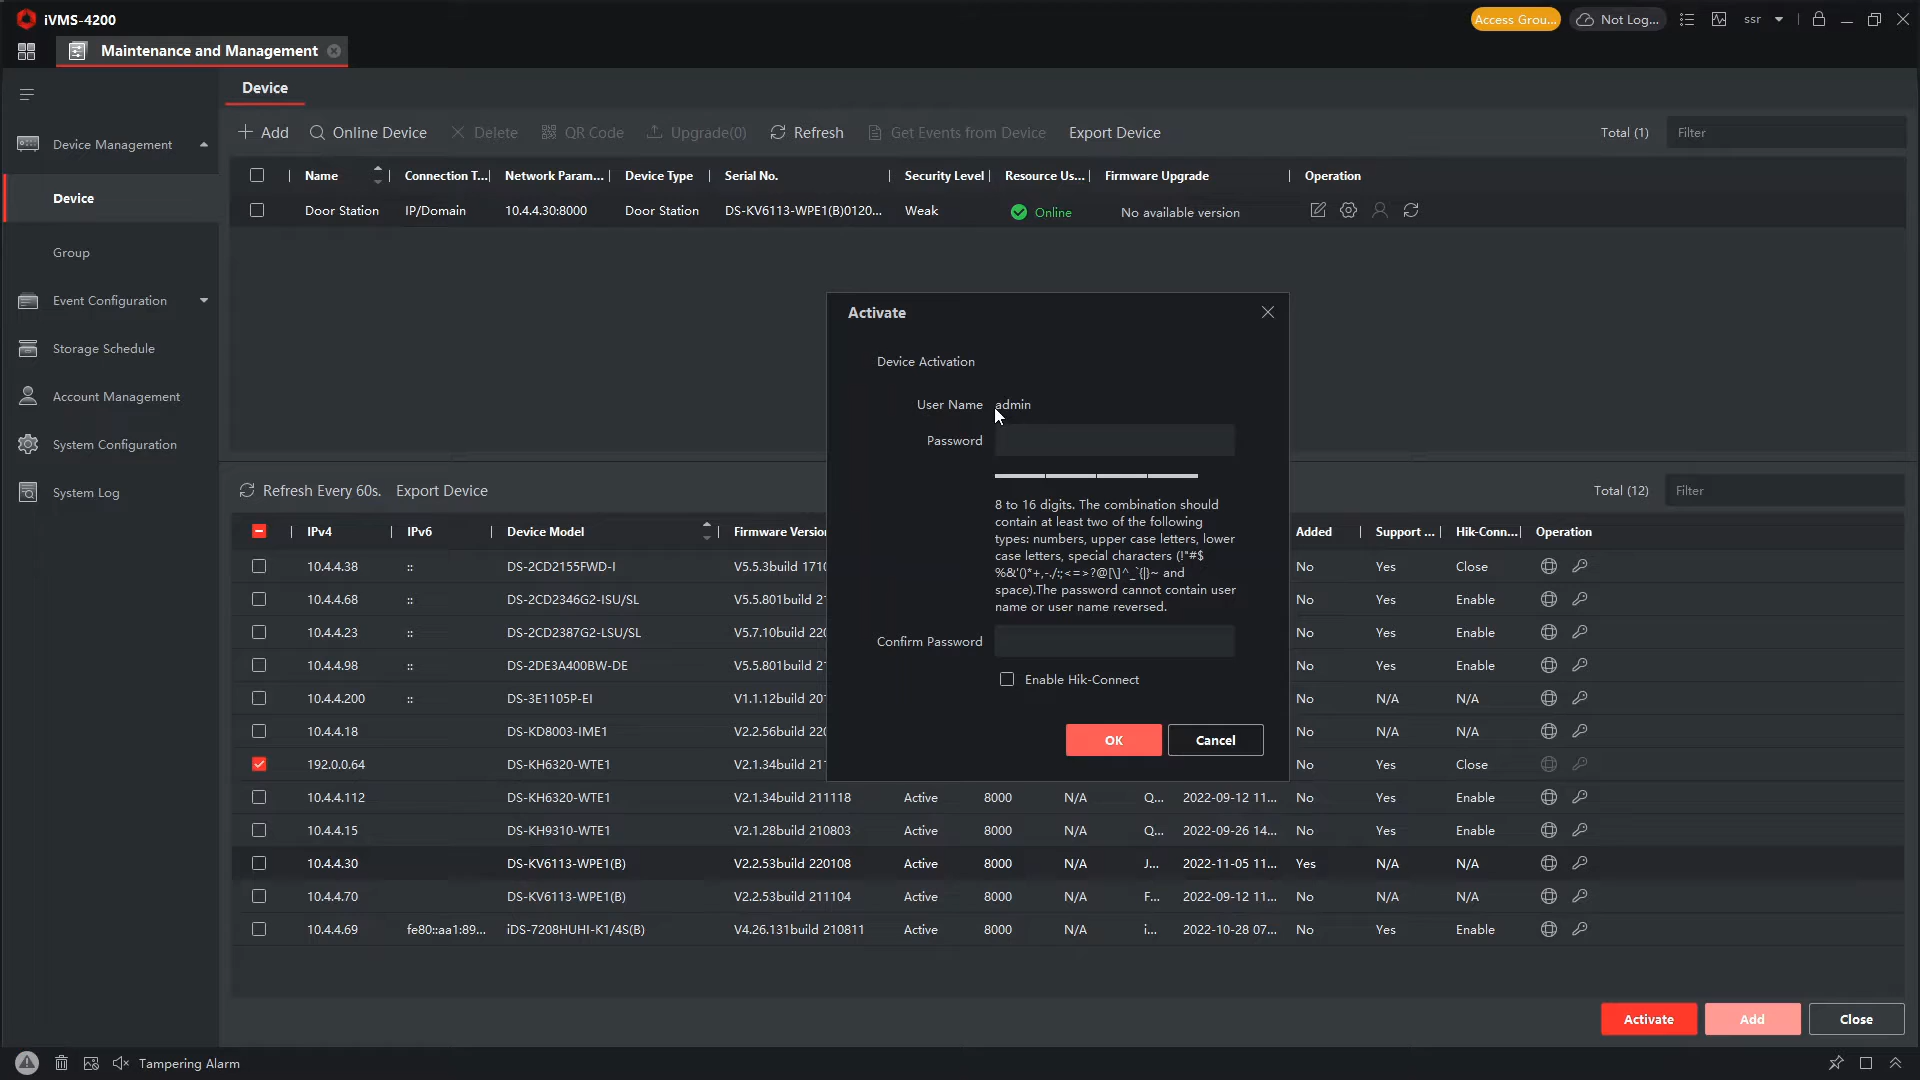 iVMS-4200
Access Grou...
Not Log...
ssr
Maintenance and Management
Device
Device Management
Device
Group
Event Configuration
Storage Schedule
Account Management
System Configuration
System Log
Add
Online Device
Delete
QR Code
Upgrade(0)
Refresh
Get Events from Device
Export Device
Total (1)
Filter
Name | Connection T...| Network Param... | Device Type | Serial No. | Security Level | Resource Us... | Firmware Upgrade | Operation
Door Station IP/Domain 10.4.4.30:8000 Door Station DS-KV6113-WPE1(B)0120... Weak Online No available version
Activate
Device Activation
User Name admin
Password
8 to 16 digits. The combination should
contain at least two of the following
types: numbers, upper case letters, lower
case letters, special characters (!"#$
%&'()*+,-./:;<=>?@[\]^_`{|}~ and
space).The password cannot contain user
name or user name reversed.
Confirm Password
Enable Hik-Connect
OK
Cancel
Refresh Every 60s.
Export Device
Total (12)
Filter
IPv4 | IPv6 | Device Model | Firmware Version Added | Support ... | Hik-Conn...| Operation
10.4.4.38 :: DS-2CD2155FWD-I V5.5.3build 1710 No Yes Close
10.4.4.68 :: DS-2CD2346G2-ISU/SL V5.5.801build 21 No Yes Enable
10.4.4.23 :: DS-2CD2387G2-LSU/SL V5.7.10build 220 No Yes Enable
10.4.4.98 :: DS-2DE3A400BW-DE V5.5.801build 21 No Yes Enable
10.4.4.200 :: DS-3E1105P-EI V1.1.12build 201 No N/A N/A
10.4.4.18 DS-KD8003-IME1 V2.2.56build 220 No N/A N/A
192.0.0.64 DS-KH6320-WTE1 V2.1.34build 211 No Yes Close
10.4.4.112 DS-KH6320-WTE1 V2.1.34build 211118 Active 8000 N/A Q... 2022-09-12 11... No Yes Enable
10.4.4.15 DS-KH9310-WTE1 V2.1.28build 210803 Active 8000 N/A Q... 2022-09-26 14... No Yes Enable
10.4.4.30 DS-KV6113-WPE1(B) V2.2.53build 220108 Active 8000 N/A J... 2022-11-05 11... Yes N/A N/A
10.4.4.70 DS-KV6113-WPE1(B) V2.2.53build 211104 Active 8000 N/A F... 2022-09-12 11... No N/A N/A
10.4.4.69 fe80::aa1:89... iDS-7208HUHI-K1/4S(B) V4.26.131build 210811 Active 8000 N/A i... 2022-10-28 07... No Yes Enable
Activate
Add
Close
Tampering Alarm